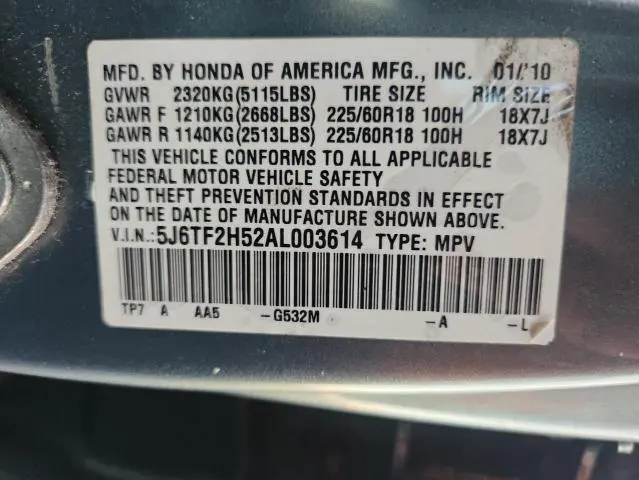 MFD. BY HONDA OF AMERICA MFG., INC. 01/'10
GVWR 2320KG(5115LBS) TIRE SIZE RIM SIZE
GAWR F 1210KG(2668LBS) 225/60R18 100H 18X7J
GAWR R 1140KG(2513LBS) 225/60R18 100H 18X7J
THIS VEHICLE CONFORMS TO ALL APPLICABLE
FEDERAL MOTOR VEHICLE SAFETY
AND THEFT PREVENTION STANDARDS IN EFFECT
ON THE DATE OF MANUFACTURE SHOWN ABOVE.
V.I.N.:5J6TF2H52AL003614 TYPE: MPV
TP7 A AA5 -G532M -A -L